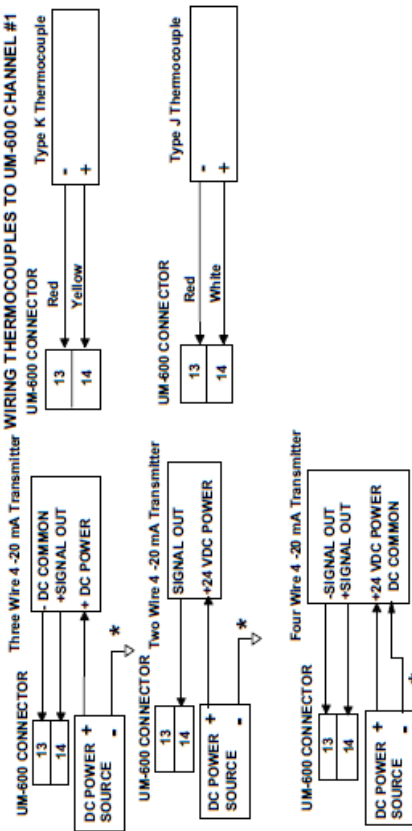 WIRING THERMOCOUPLES TO UM-600 CHANNEL #1
Three Wire 4 -20 mA Transmitter
UM-600 CONNECTOR
13
14
- DC COMMON
+SIGNAL OUT
+ DC POWER
DC POWER +
SOURCE -
*
Two Wire 4 -20 mA Transmitter
UM-600 CONNECTOR
13
14
SIGNAL OUT
+24 VDC POWER
DC POWER +
SOURCE -
*
Four Wire 4 -20 mA Transmitter
UM-600 CONNECTOR
13
14
-SIGNAL OUT
+SIGNAL OUT
+24 VDC POWER
DC COMMON
DC POWER +
SOURCE -
*
Type K Thermocouple
UM-600 CONNECTOR
13
14
Red
Yellow
-
+
Type J Thermocouple
UM-600 CONNECTOR
13
14
Red
White
-
+